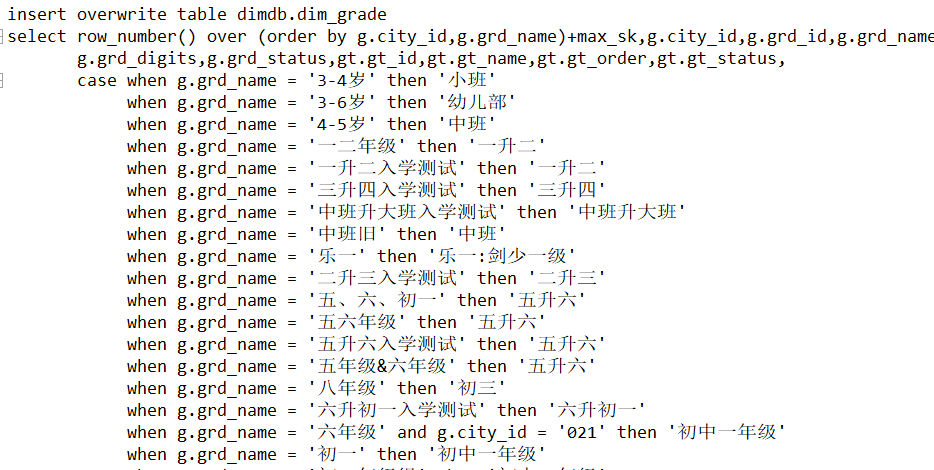 insert overwrite table dimdb.dim_grade
select row_number() over (order by g.city_id,g.grd_name)+max_sk,g.city_id,g.grd_id,g.grd_name
g.grd_digits,g.grd_status,gt.gt_id,gt.gt_name,gt.gt_order,gt.gt_status,
case when g.grd_name = '3-4岁' then '小班'
when g.grd_name = '3-6岁' then '幼儿部'
when g.grd_name = '4-5岁' then '中班'
when g.grd_name = '一二年级' then '一升二'
when g.grd_name = '一升二入学测试' then '一升二'
when g.grd_name = '三升四入学测试' then '三升四'
when g.grd_name = '中班升大班入学测试' then '中班升大班'
when g.grd_name = '中班旧' then '中班'
when g.grd_name = '乐一' then '乐一:剑少一级'
when g.grd_name = '二升三入学测试' then '二升三'
when g.grd_name = '五、六、初一' then '五升六'
when g.grd_name = '五六年级' then '五升六'
when g.grd_name = '五升六入学测试' then '五升六'
when g.grd_name = '五年级&六年级' then '五升六'
when g.grd_name = '八年级' then '初三'
when g.grd_name = '六升初一入学测试' then '六升初一'
when g.grd_name = '六年级' and g.city_id = '021' then '初中一年级'
when g.grd_name = '初一' then '初中一年级'